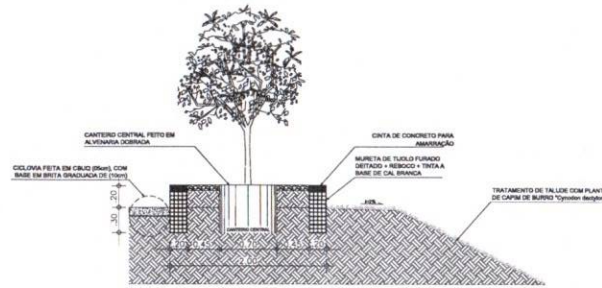 CANTEIRO CENTRAL FEITO EM
ALVENARIA DOBRADA
CINTA DE CONCRETO PARA
AMARRAÇÃO
CICLOVIA FEITA EM CBUQ (05cm), COM
BASE EM BRITA GRADUADA DE (10cm)
MURETA DE TIJOLO FURADO
DEITADO + REBOCO + TINTA A
BASE DE CAL BRANCA
TRATAMENTO DE TALUDE COM PLANT
DE CAPIM DE BURRO "Cynodon dactylo
.20
.30
CANTEIRO CENTRAL